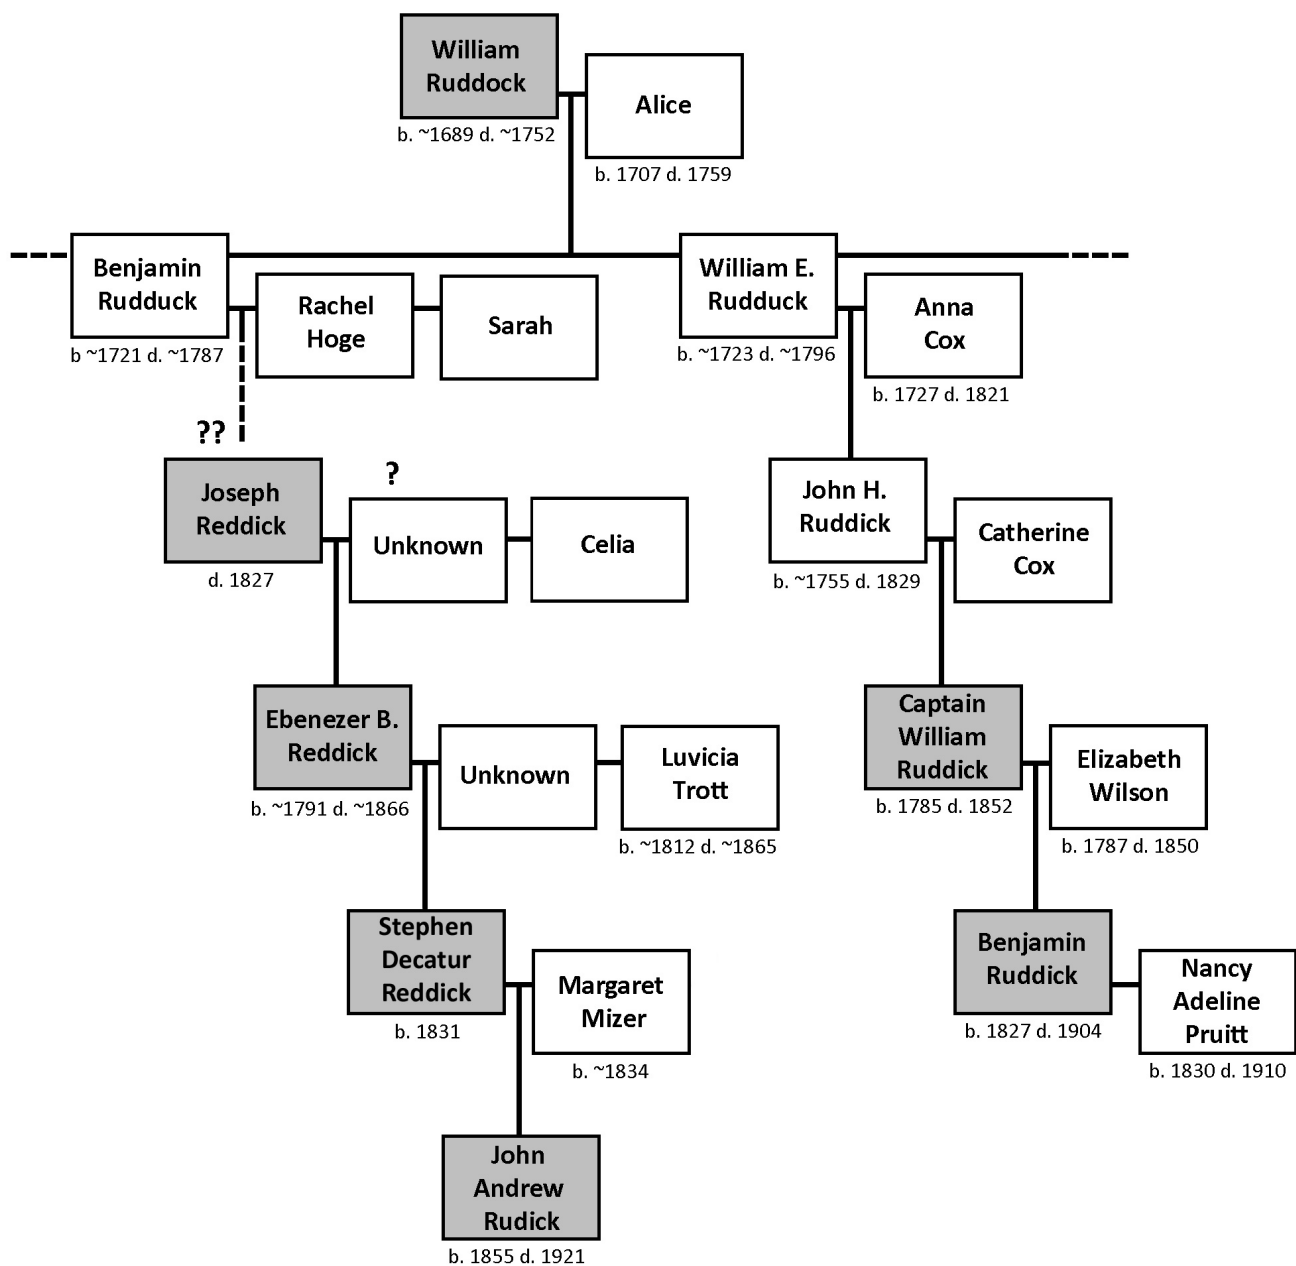 William
Ruddock
b. ~1689 d. ~1752
Alice
b. 1707 d. 1759
Benjamin
Rudduck
b ~1721 d. ~1787
Rachel
Hoge
Sarah
William E.
Rudduck
b. ~1723 d. ~1796
Anna
Cox
b. 1727 d. 1821
??
Joseph
Reddick
d. 1827
?
Unknown
Celia
John H.
Ruddick
b. ~1755 d. 1829
Catherine
Cox
Ebenezer B.
Reddick
b. ~1791 d. ~1866
Unknown
Luvicia
Trott
b. ~1812 d. ~1865
Captain
William
Ruddick
b. 1785 d. 1852
Elizabeth
Wilson
b. 1787 d. 1850
Stephen
Decatur
Reddick
b. 1831
Margaret
Mizer
b. ~1834
Benjamin
Ruddick
b. 1827 d. 1904
Nancy
Adeline
Pruitt
b. 1830 d. 1910
John
Andrew
Rudick
b. 1855 d. 1921